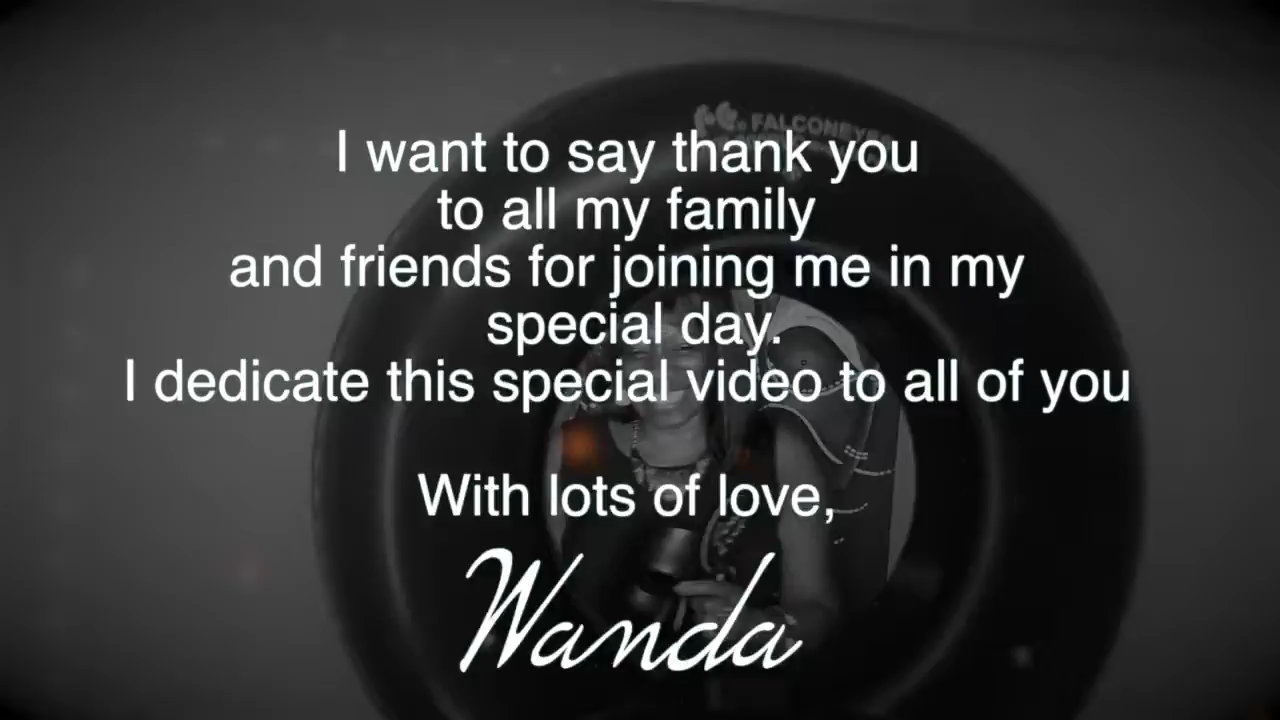 FALCONEYES
I want to say thank you
to all my family
and friends for joining me in my
special day.
I dedicate this special video to all of you
With lots of love,
Wanda